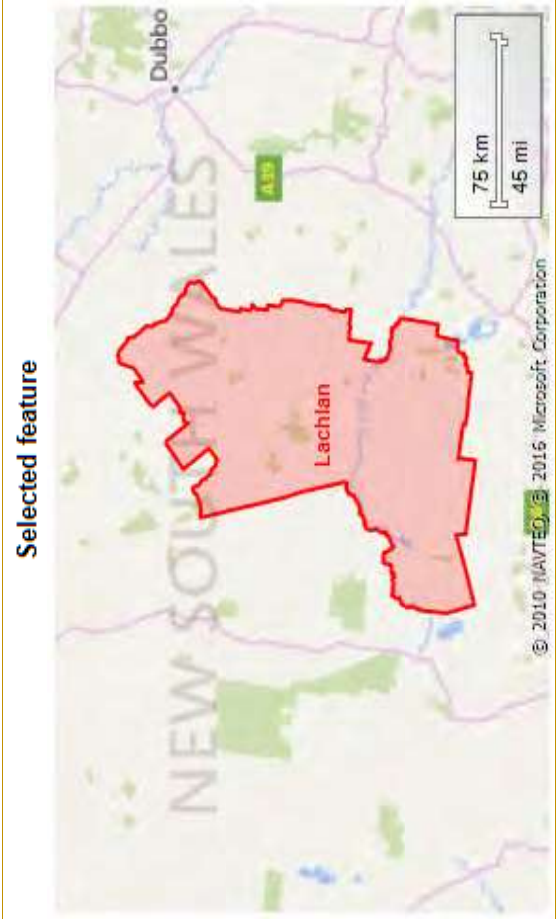 Selected feature
Dubbo
NEW SOUTH WALES
A39
Lachlan
75 km
45 mi
© 2010 NAVTEQ © 2016 Microsoft Corporation